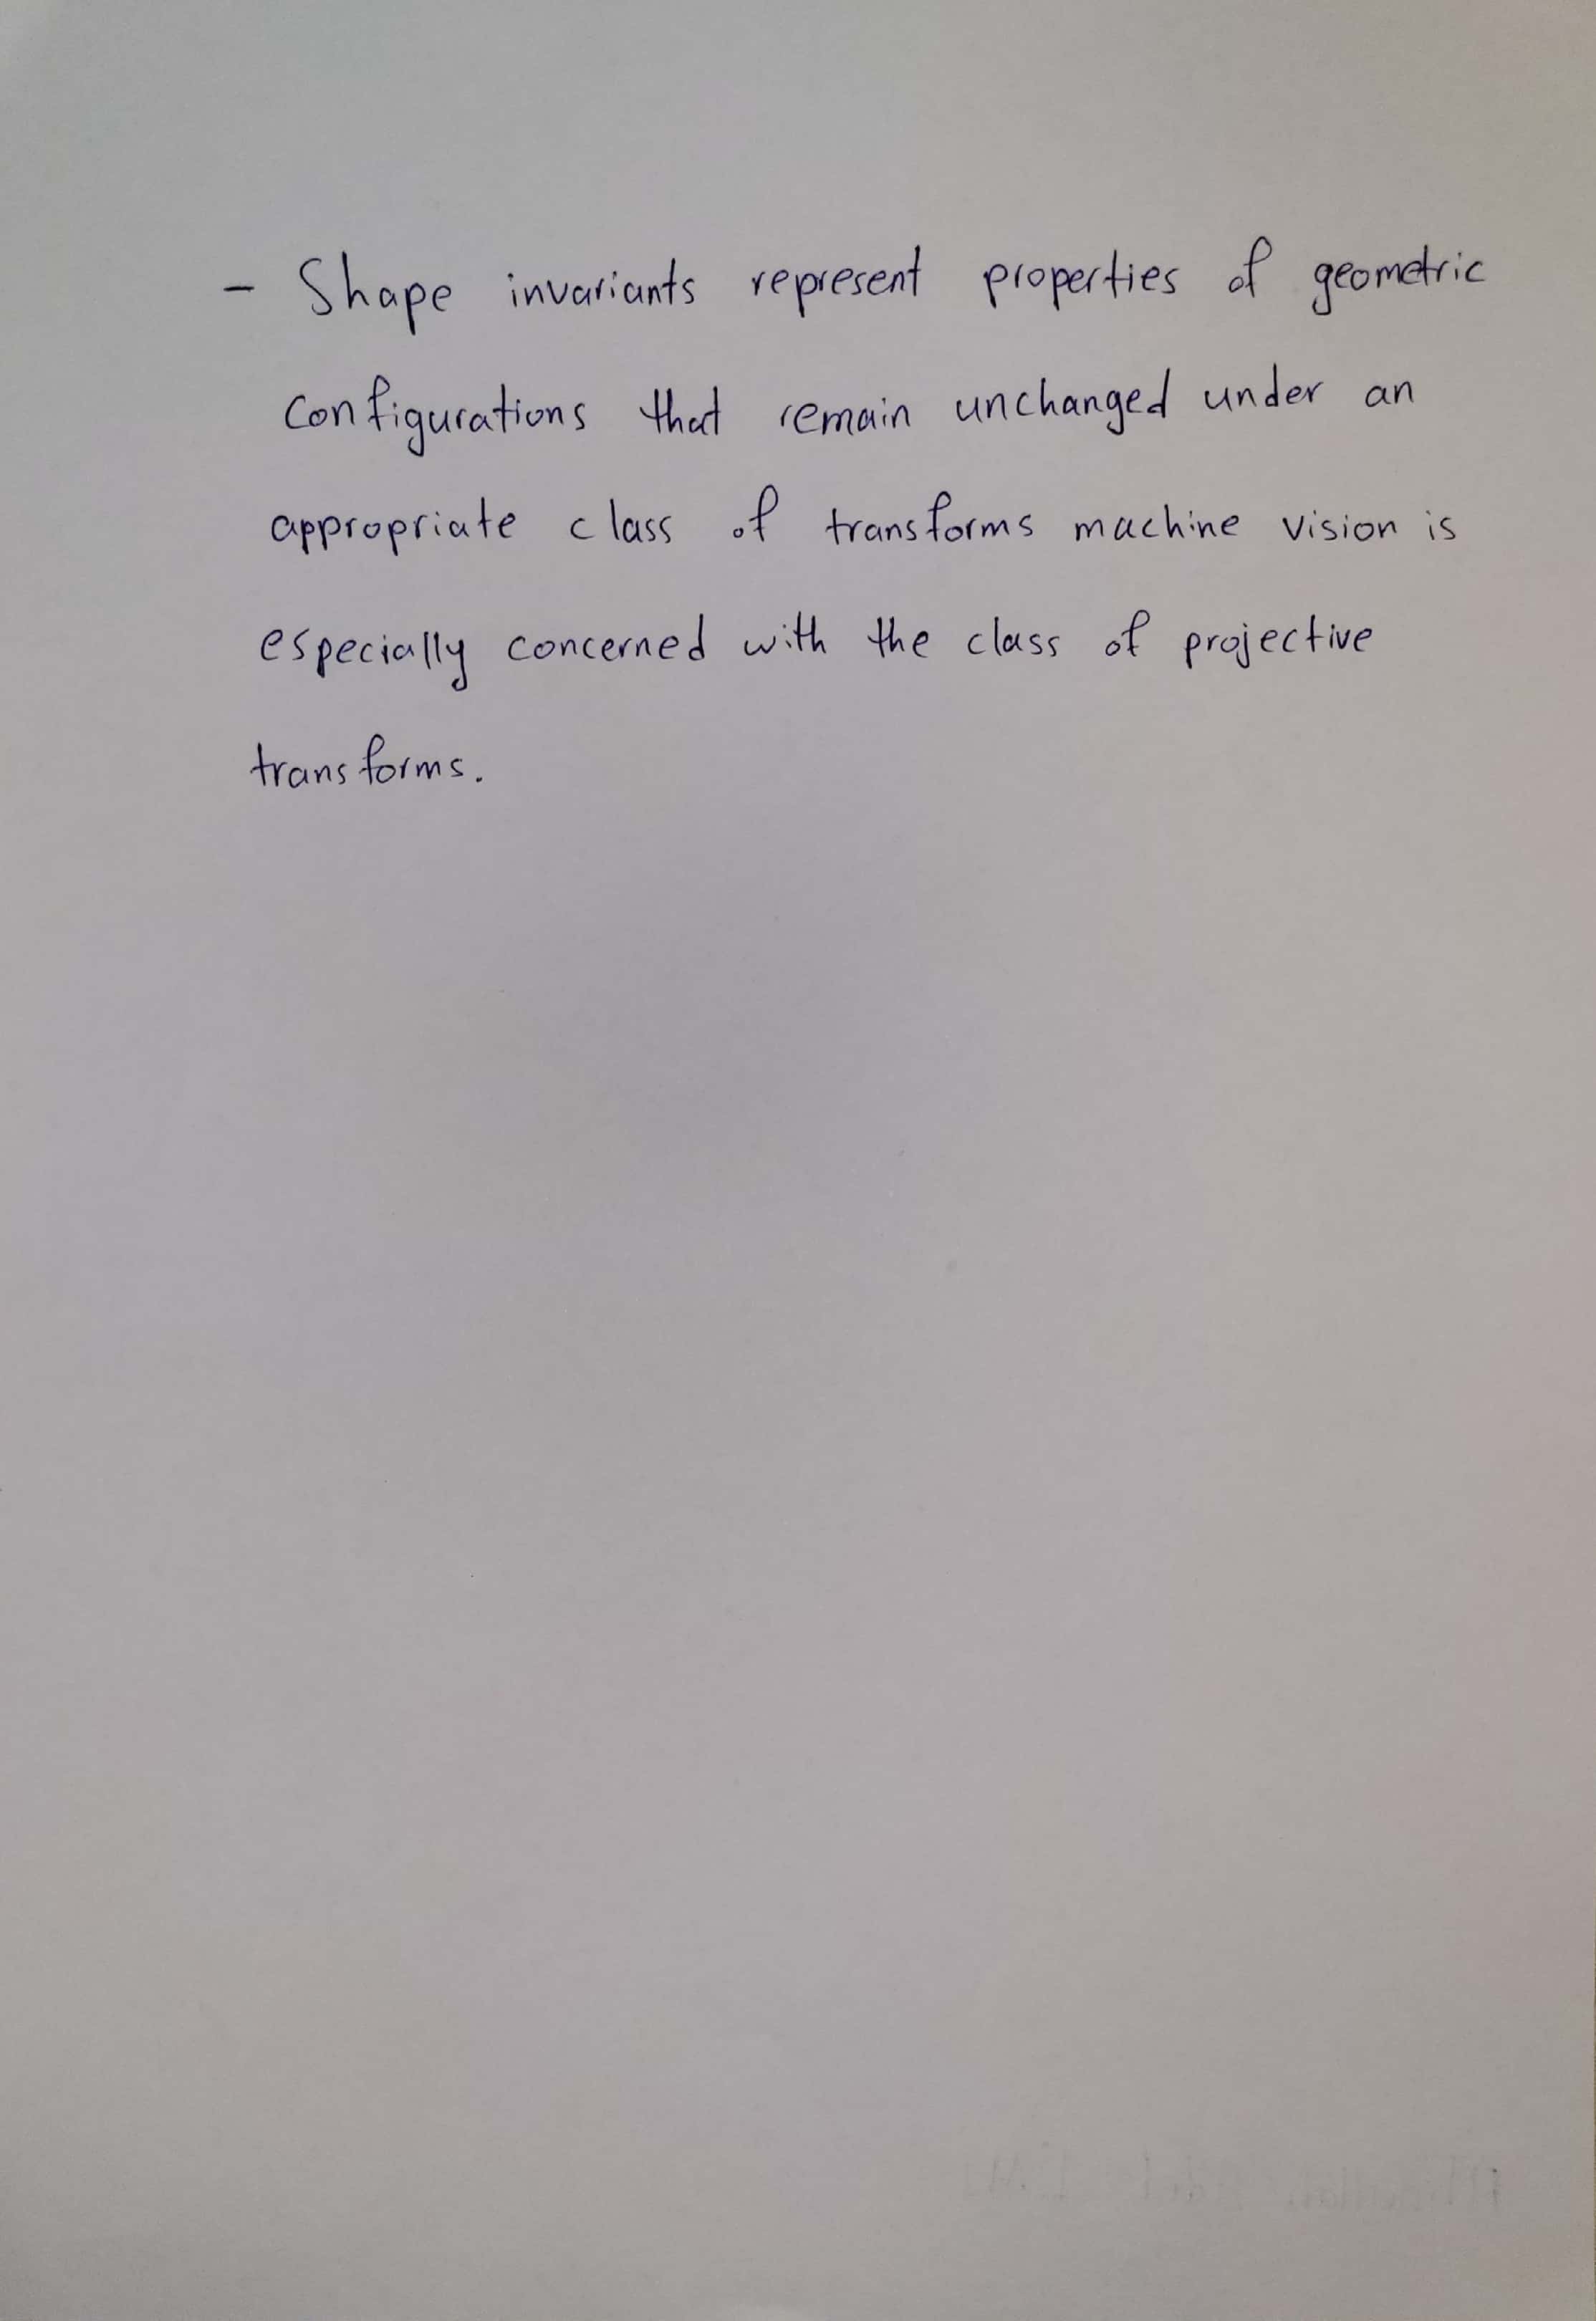 - Shape invariants represent properties of geometric
configurations that remain unchanged under an
appropriate class of transforms machine vision is
especially concerned with the class of projective
transforms.